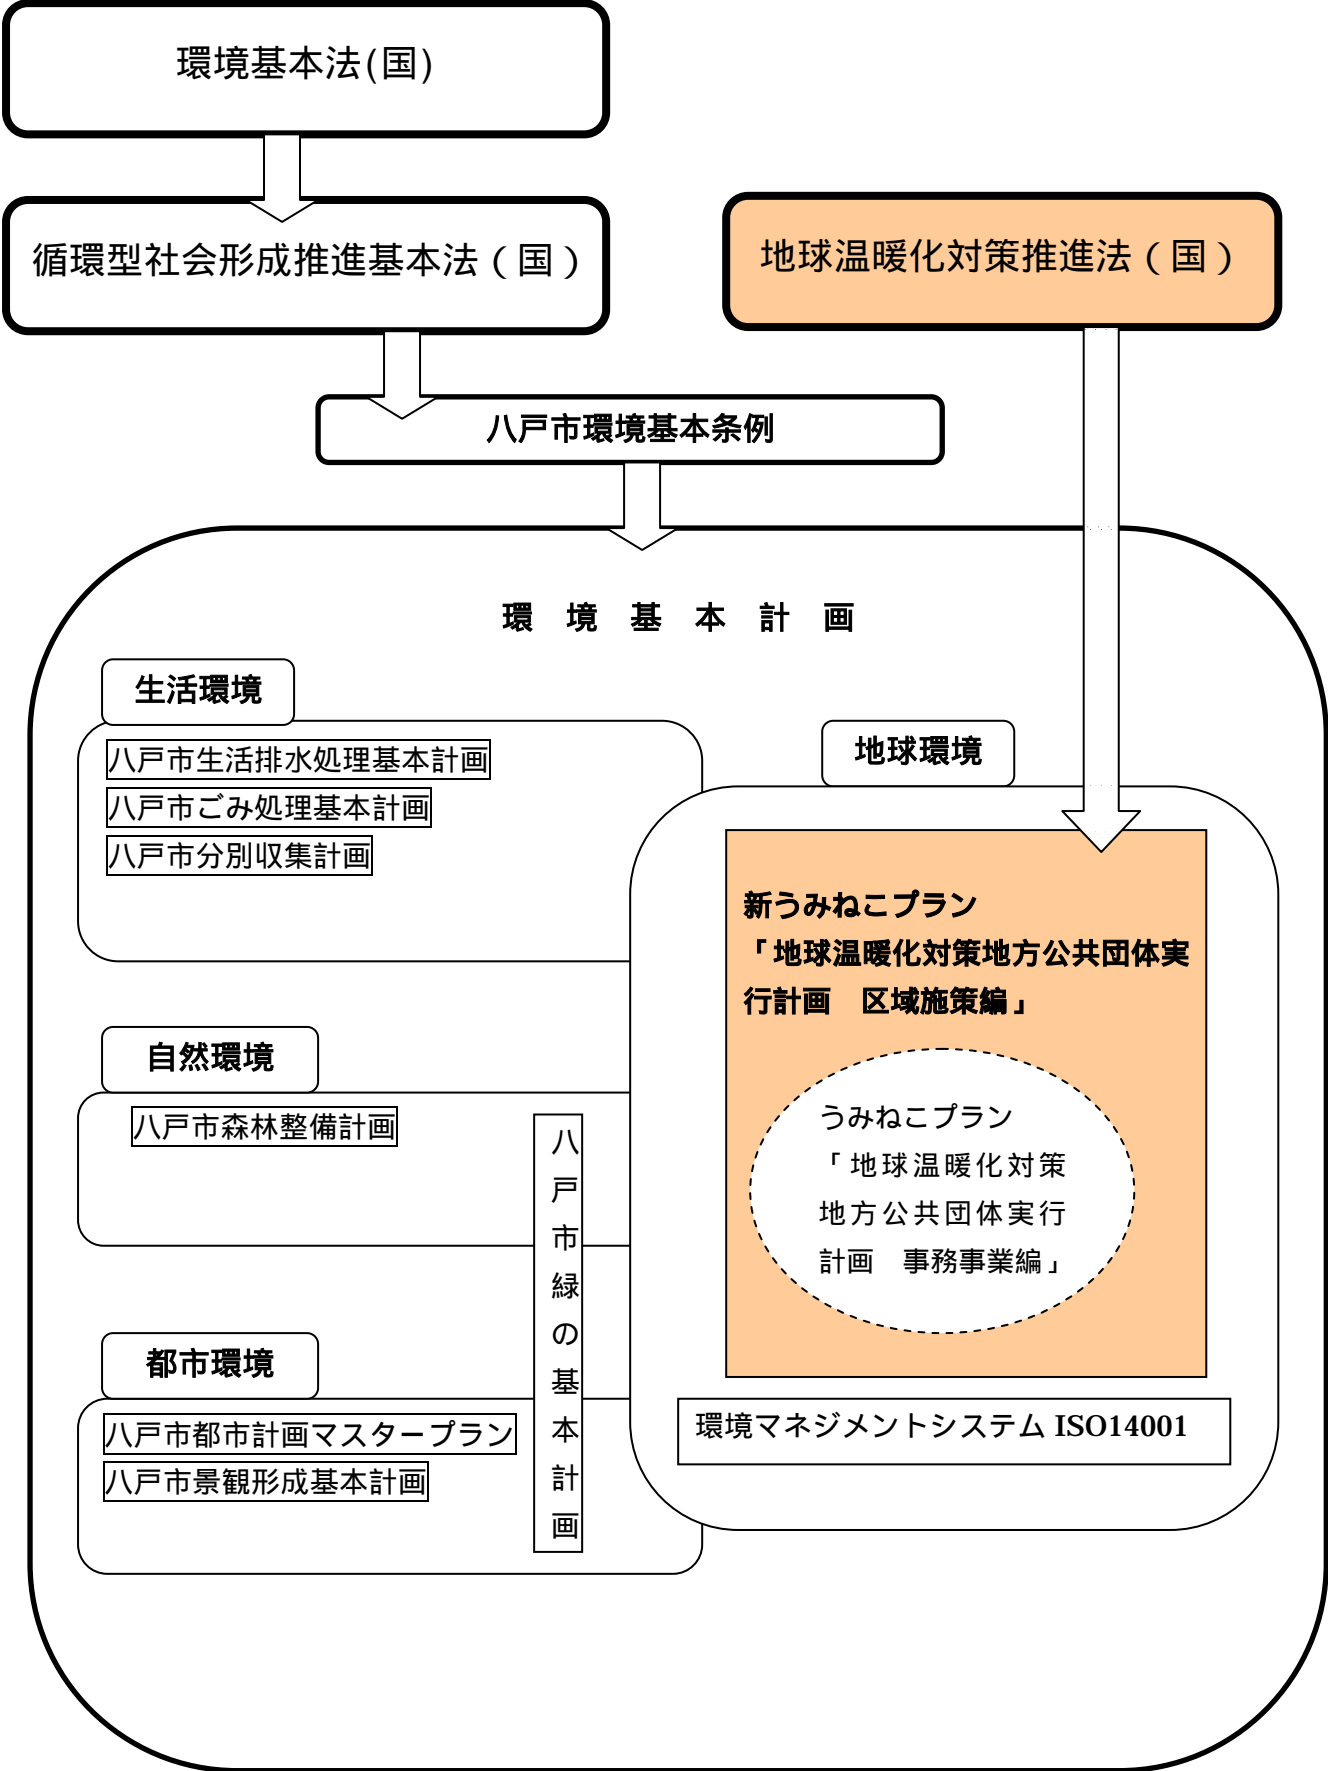 環境基本法(国)
循環型社会形成推進基本法（国）
地球温暖化対策推進法（国）
八戸市環境基本条例
環　境　基　本　計　画
生活環境
八戸市生活排水処理基本計画
八戸市ごみ処理基本計画
八戸市分別収集計画
自然環境
八戸市森林整備計画
八戸市緑の基本計画
都市環境
八戸市都市計画マスタープラン
八戸市景観形成基本計画
地球環境
新うみねこプラン
「地球温暖化対策地方公共団体実
行計画　区域施策編」
うみねこプラン
「地球温暖化対策
地方公共団体実行
計画　事務事業編」
環境マネジメントシステム ISO14001